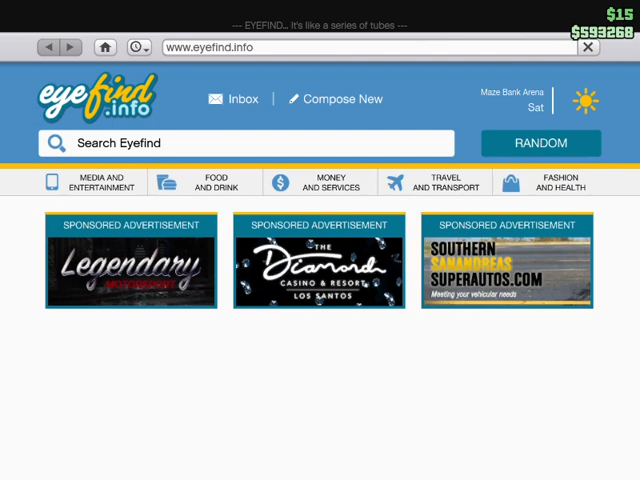 $15
--- EYEFIND... It's like a series of tubes ---
$593268
www.eyefind.info
eyefind
.info
Inbox
Compose New
Maze Bank Arena
Sat
Search Eyefind
RANDOM
MEDIA AND
ENTERTAINMENT
FOOD
AND DRINK
MONEY
AND SERVICES
TRAVEL
AND TRANSPORT
FASHION
AND HEALTH
SPONSORED ADVERTISEMENT
Legendary
MOTORSPORT
SPONSORED ADVERTISEMENT
THE
Diamond
CASINO & RESORT
LOS SANTOS
SPONSORED ADVERTISEMENT
SOUTHERN
SANANDREAS
SUPERAUTOS.COM
Meeting your vehicular needs